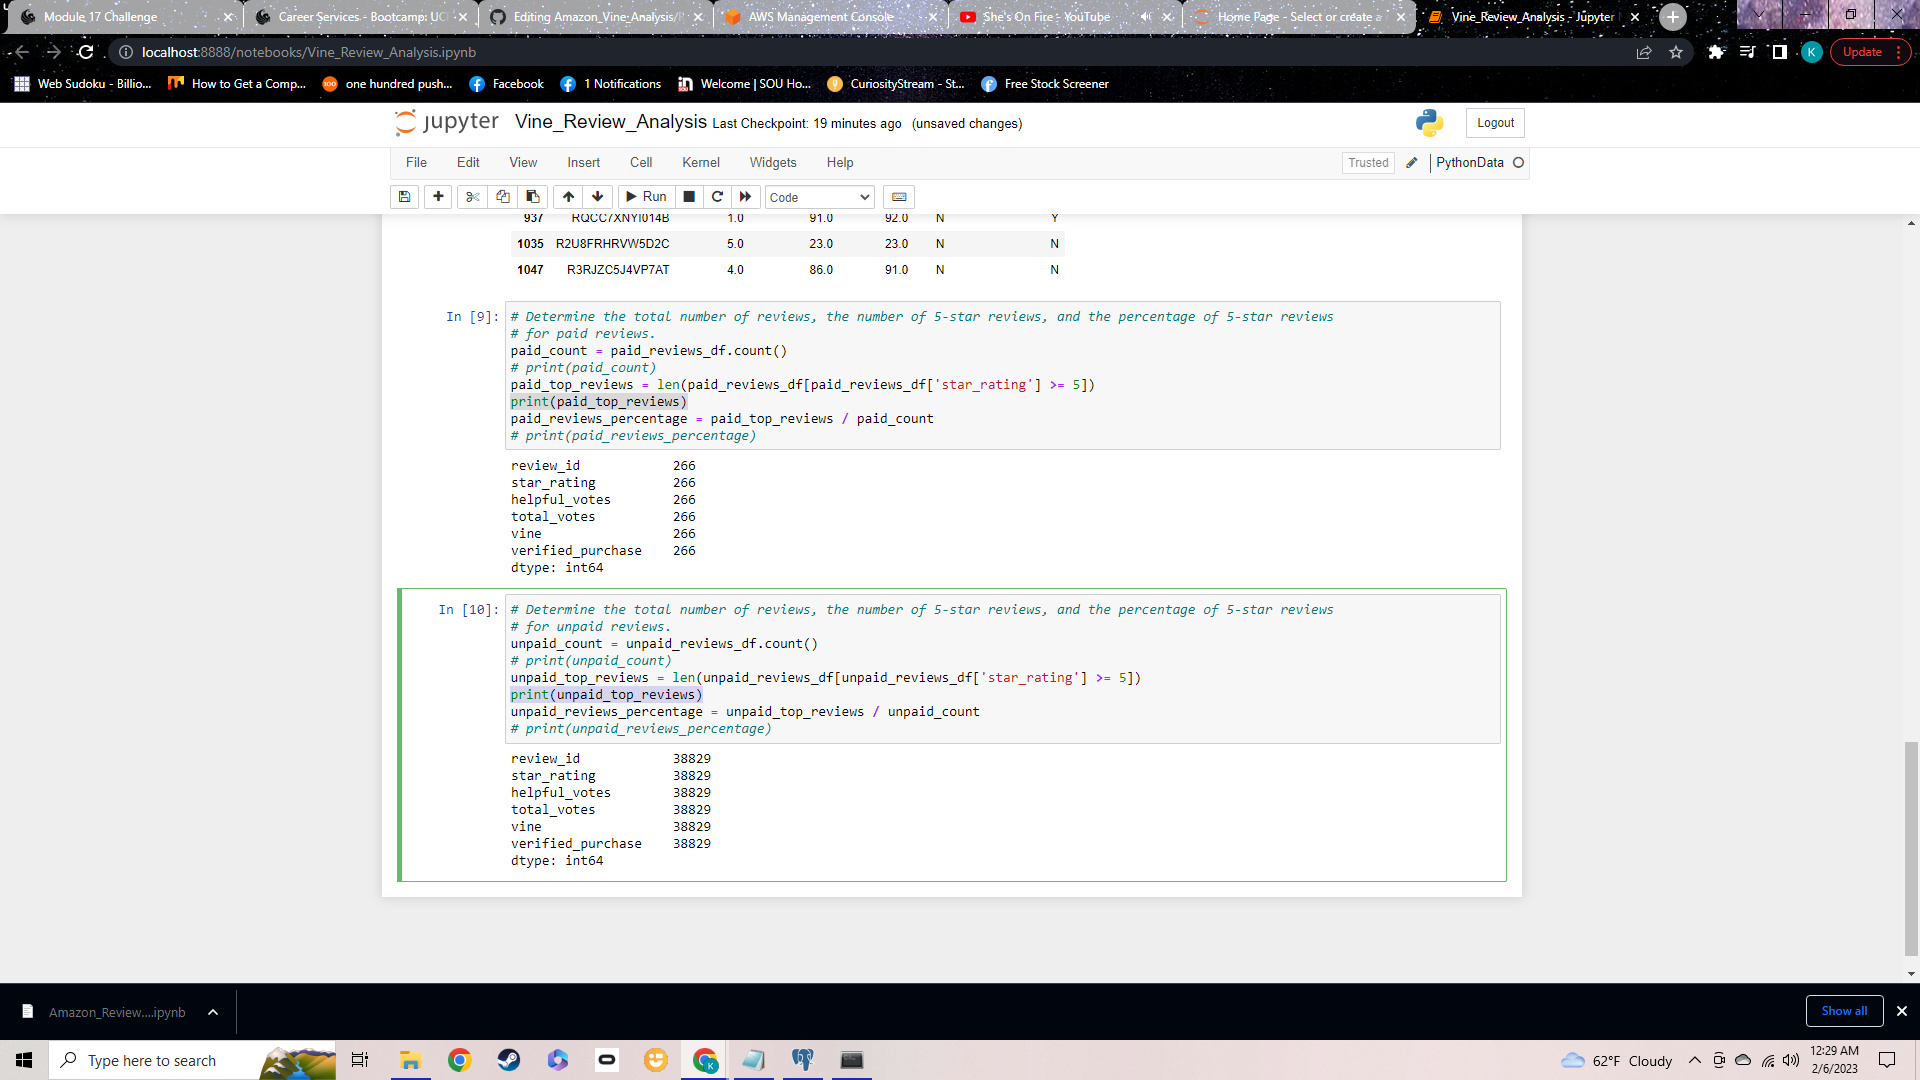 Module 17 Challenge
Career Services - Bootcamp: UC
Editing Amazon_Vine-Analysis/
AWS Management Console
She's On Fire - YouTube
Home Page - Select or create a
Vine_Review_Analysis - Jupyter
localhost:8888/notebooks/Vine_Review_Analysis.ipynb
K
Update
Web Sudoku - Billio...
How to Get a Comp...
one hundred push...
Facebook
1 Notifications
Welcome | SOU Ho...
CuriosityStream - St...
Free Stock Screener
jupyter Vine_Review_Analysis Last Checkpoint: 19 minutes ago (unsaved changes)
Logout
File Edit View Insert Cell Kernel Widgets Help
Trusted PythonData
Run Code
937 RQCC7XNYI014B 1.0 91.0 92.0 N Y
1035 R2U8FRHRVW5D2C 5.0 23.0 23.0 N N
1047 R3RJZC5J4VP7AT 4.0 86.0 91.0 N N
In [9]: # Determine the total number of reviews, the number of 5-star reviews, and the percentage of 5-star reviews
# for paid reviews.
paid_count = paid_reviews_df.count()
# print(paid_count)
paid_top_reviews = len(paid_reviews_df[paid_reviews_df['star_rating'] >= 5])
print(paid_top_reviews)
paid_reviews_percentage = paid_top_reviews / paid_count
# print(paid_reviews_percentage)
review_id 266
star_rating 266
helpful_votes 266
total_votes 266
vine 266
verified_purchase 266
dtype: int64
In [10]: # Determine the total number of reviews, the number of 5-star reviews, and the percentage of 5-star reviews
# for unpaid reviews.
unpaid_count = unpaid_reviews_df.count()
# print(unpaid_count)
unpaid_top_reviews = len(unpaid_reviews_df[unpaid_reviews_df['star_rating'] >= 5])
print(unpaid_top_reviews)
unpaid_reviews_percentage = unpaid_top_reviews / unpaid_count
# print(unpaid_reviews_percentage)
review_id 38829
star_rating 38829
helpful_votes 38829
total_votes 38829
vine 38829
verified_purchase 38829
dtype: int64
Amazon_Review....ipynb
Show all
Type here to search
62°F Cloudy
12:29 AM
2/6/2023